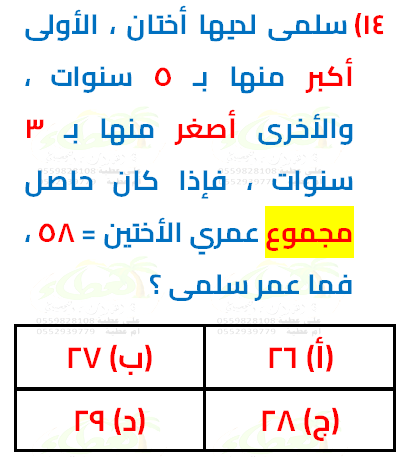 ١٤) سلمى لديها أختان ، الأولى
أكبر منها بـ ٥ سنوات ،
والأخرى أصغر منها بـ ٣
سنوات ، فإذا كان حاصل
مجموع عمري الأختين = ٥٨ ،
فما عمر سلمى ؟
(أ) ٢٦ (ب) ٢٧
(ج) ٢٨ (د) ٢٩